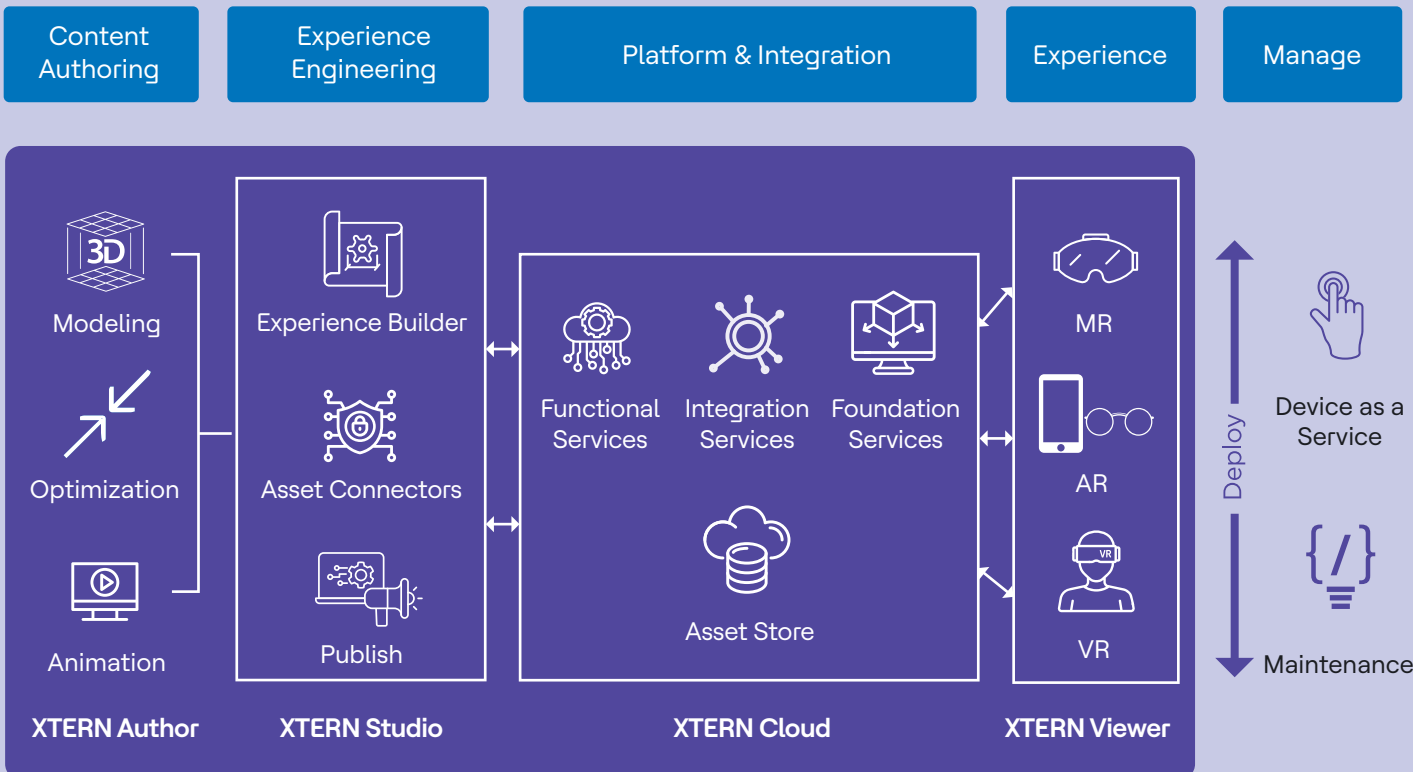 Content
Authoring
Experience
Engineering
Platform & Integration
Experience
Manage
3D
Modeling
Optimization
Animation
XTERN Author
Experience Builder
Asset Connectors
Publish
XTERN Studio
Functional
Services
Integration
Services
Foundation
Services
Asset Store
XTERN Cloud
MR
AR
VR
VR
XTERN Viewer
Deploy
Device as a
Service
Maintenance